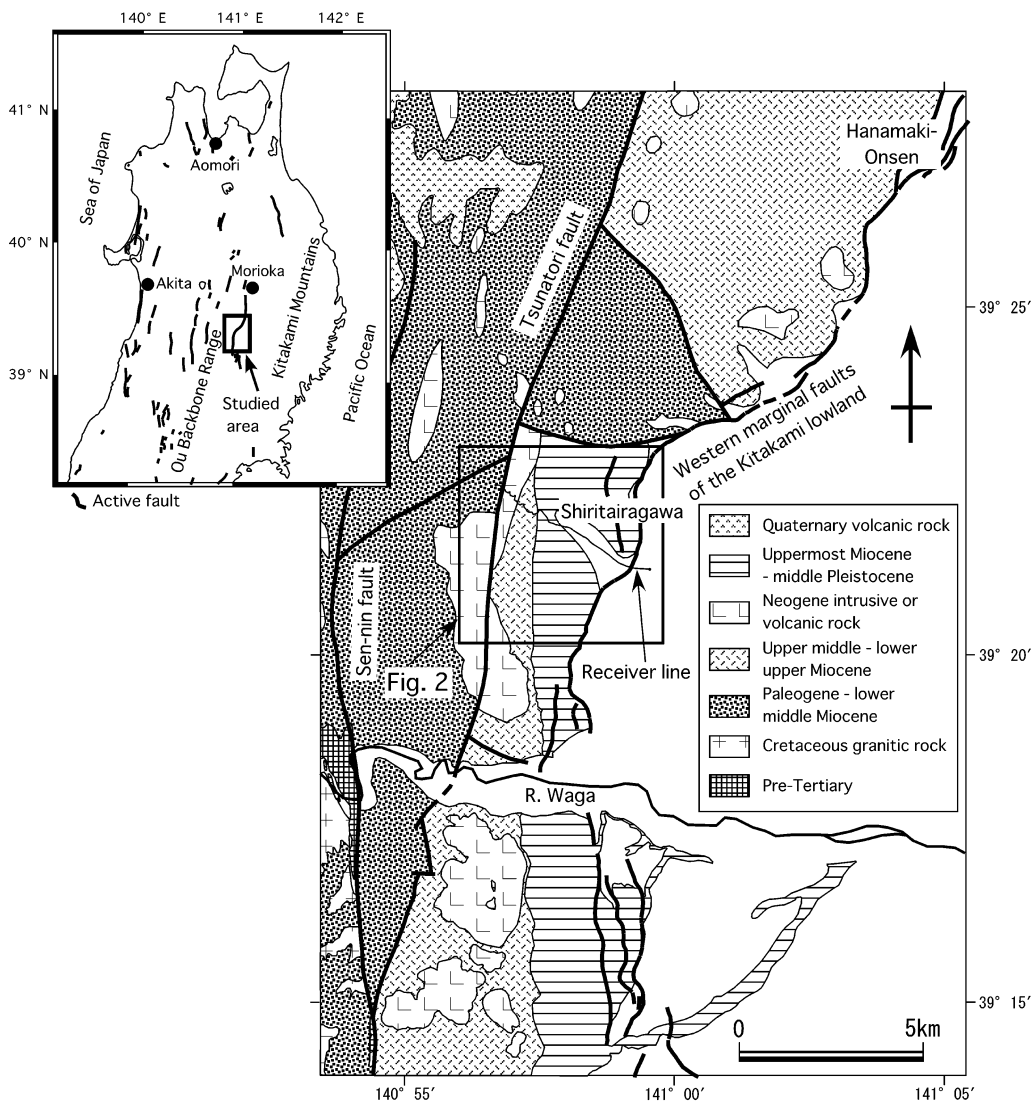 140° E
141° E
142° E
41° N
40° N
39° N
Sea of Japan
Aomori
Akita
Morioka
Kitakami Mountains
Ou Backbone Range
Pacific Ocean
Studied
area
Active fault
Hanamaki-
Onsen
Tsunatori fault
39° 25′
Western marginal faults
of the Kitakami lowland
Shiritairagawa
Sen-nin fault
Fig. 2
Receiver line
39° 20′
Quaternary volcanic rock
Uppermost Miocene
- middle Pleistocene
Neogene intrusive or
volcanic rock
Upper middle - lower
upper Miocene
Paleogene - lower
middle Miocene
Cretaceous granitic rock
Pre-Tertiary
R. Waga
39° 15′
0
5km
140° 55′
141° 00′
141° 05′